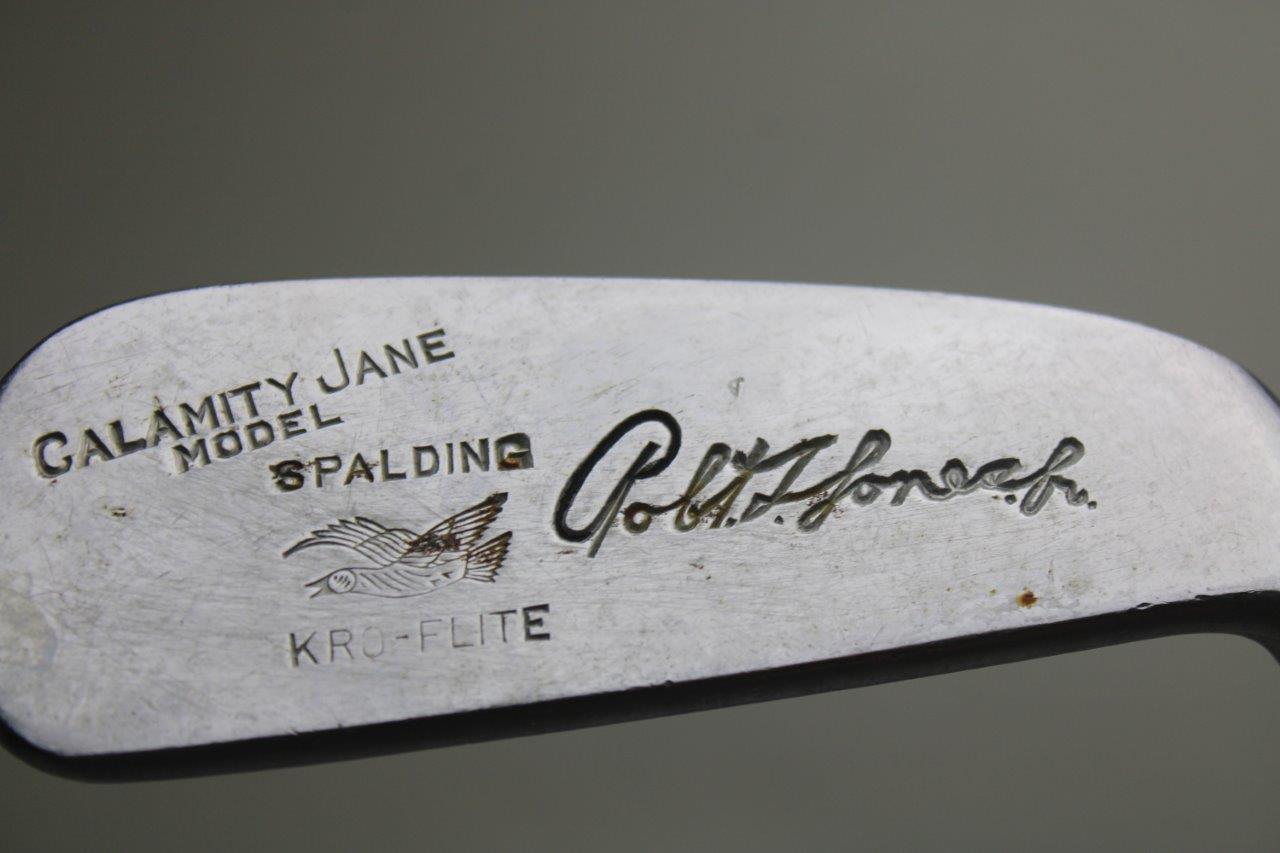 CALAMITY JANE
MODEL
SPALDING
KRO-FLITE
Robt. T. Jones, Jr.